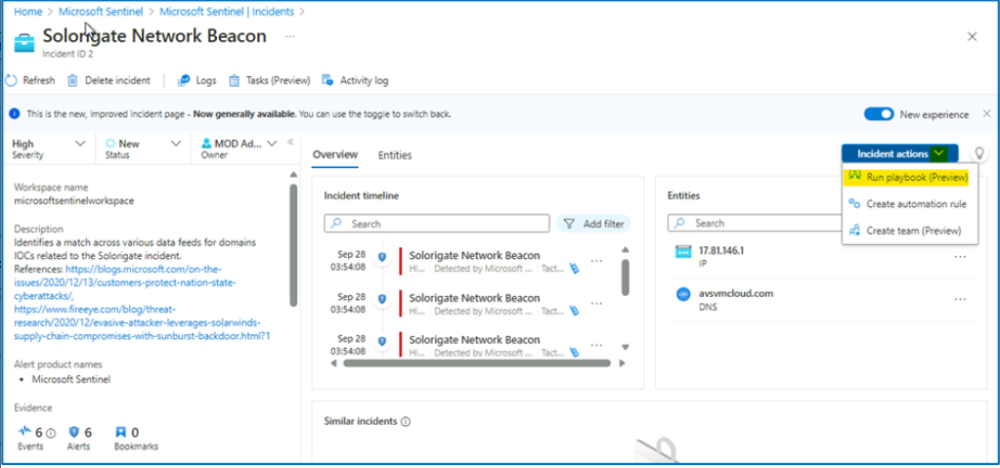 Home > Microsoft Sentinel > Microsoft Sentinel | Incidents >
Solorigate Network Beacon ...
Incident ID 2
Refresh Delete incident Logs Tasks (Preview) Activity log
This is the new, improved incident page - Now generally available. You can use the toggle to switch back. New experience
High
Severity
New
Status
MOD Ad...
Owner
Workspace name
microsoftsentinelworkspace
Description
Identifies a match across various data feeds for domains
IOCs related to the Solorigate incident.
References: https://blogs.microsoft.com/on-the-
issues/2020/12/13/customers-protect-nation-state-
cyberattacks/,
https://www.fireeye.com/blog/threat-
research/2020/12/evasive-attacker-leverages-solarwinds-
supply-chain-compromises-with-sunburst-backdoor.html?1
Alert product names
• Microsoft Sentinel
Evidence
6
Events
6
Alerts
0
Bookmarks
Overview Entities
Incident actions
Run playbook (Preview)
Create automation rule
Create team (Preview)
Incident timeline
Search Add filter
Sep 28
03:54:08
Solorigate Network Beacon
Hi... Detected by Microsoft ... Tact...
Sep 28
03:54:08
Solorigate Network Beacon
Hi... Detected by Microsoft ... Tact...
Sep 28
03:54:08
Solorigate Network Beacon
Hi... Detected by Microsoft ... Tact...
Entities
Search
17.81.146.1
IP
avsvmcloud.com
DNS
Similar incidents